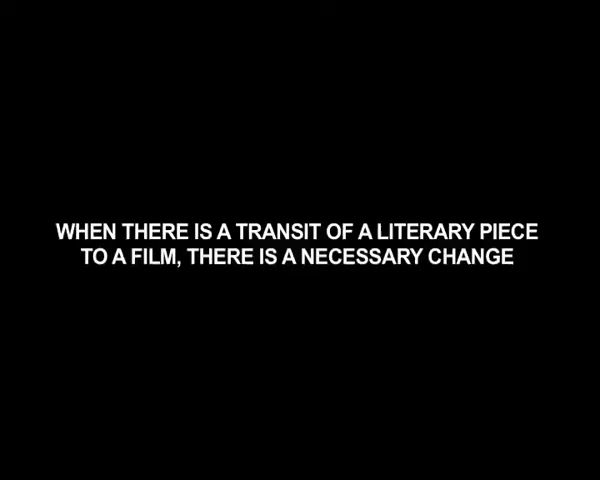 WHEN THERE IS A TRANSIT OF A LITERARY PIECE
TO A FILM, THERE IS A NECESSARY CHANGE